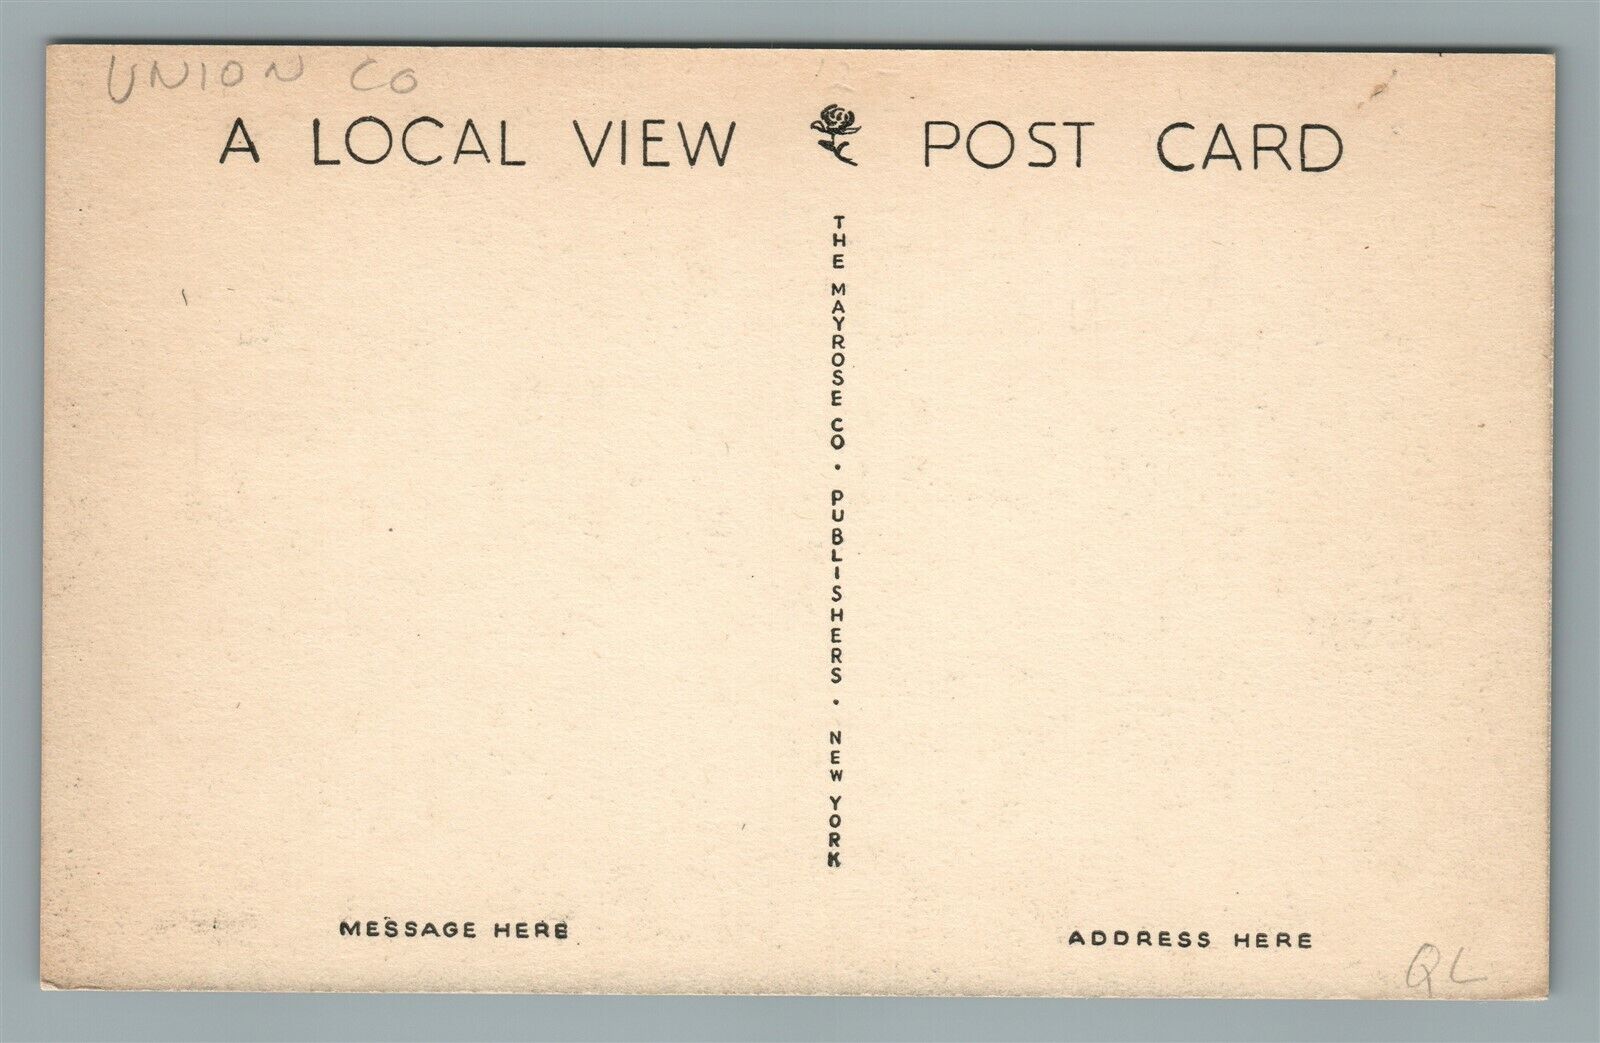 UNION CO
A LOCAL VIEW POST CARD
THE MAYROSE CO. PUBLISHERS. NEW YORK
MESSAGE HERE
ADDRESS HERE
QL